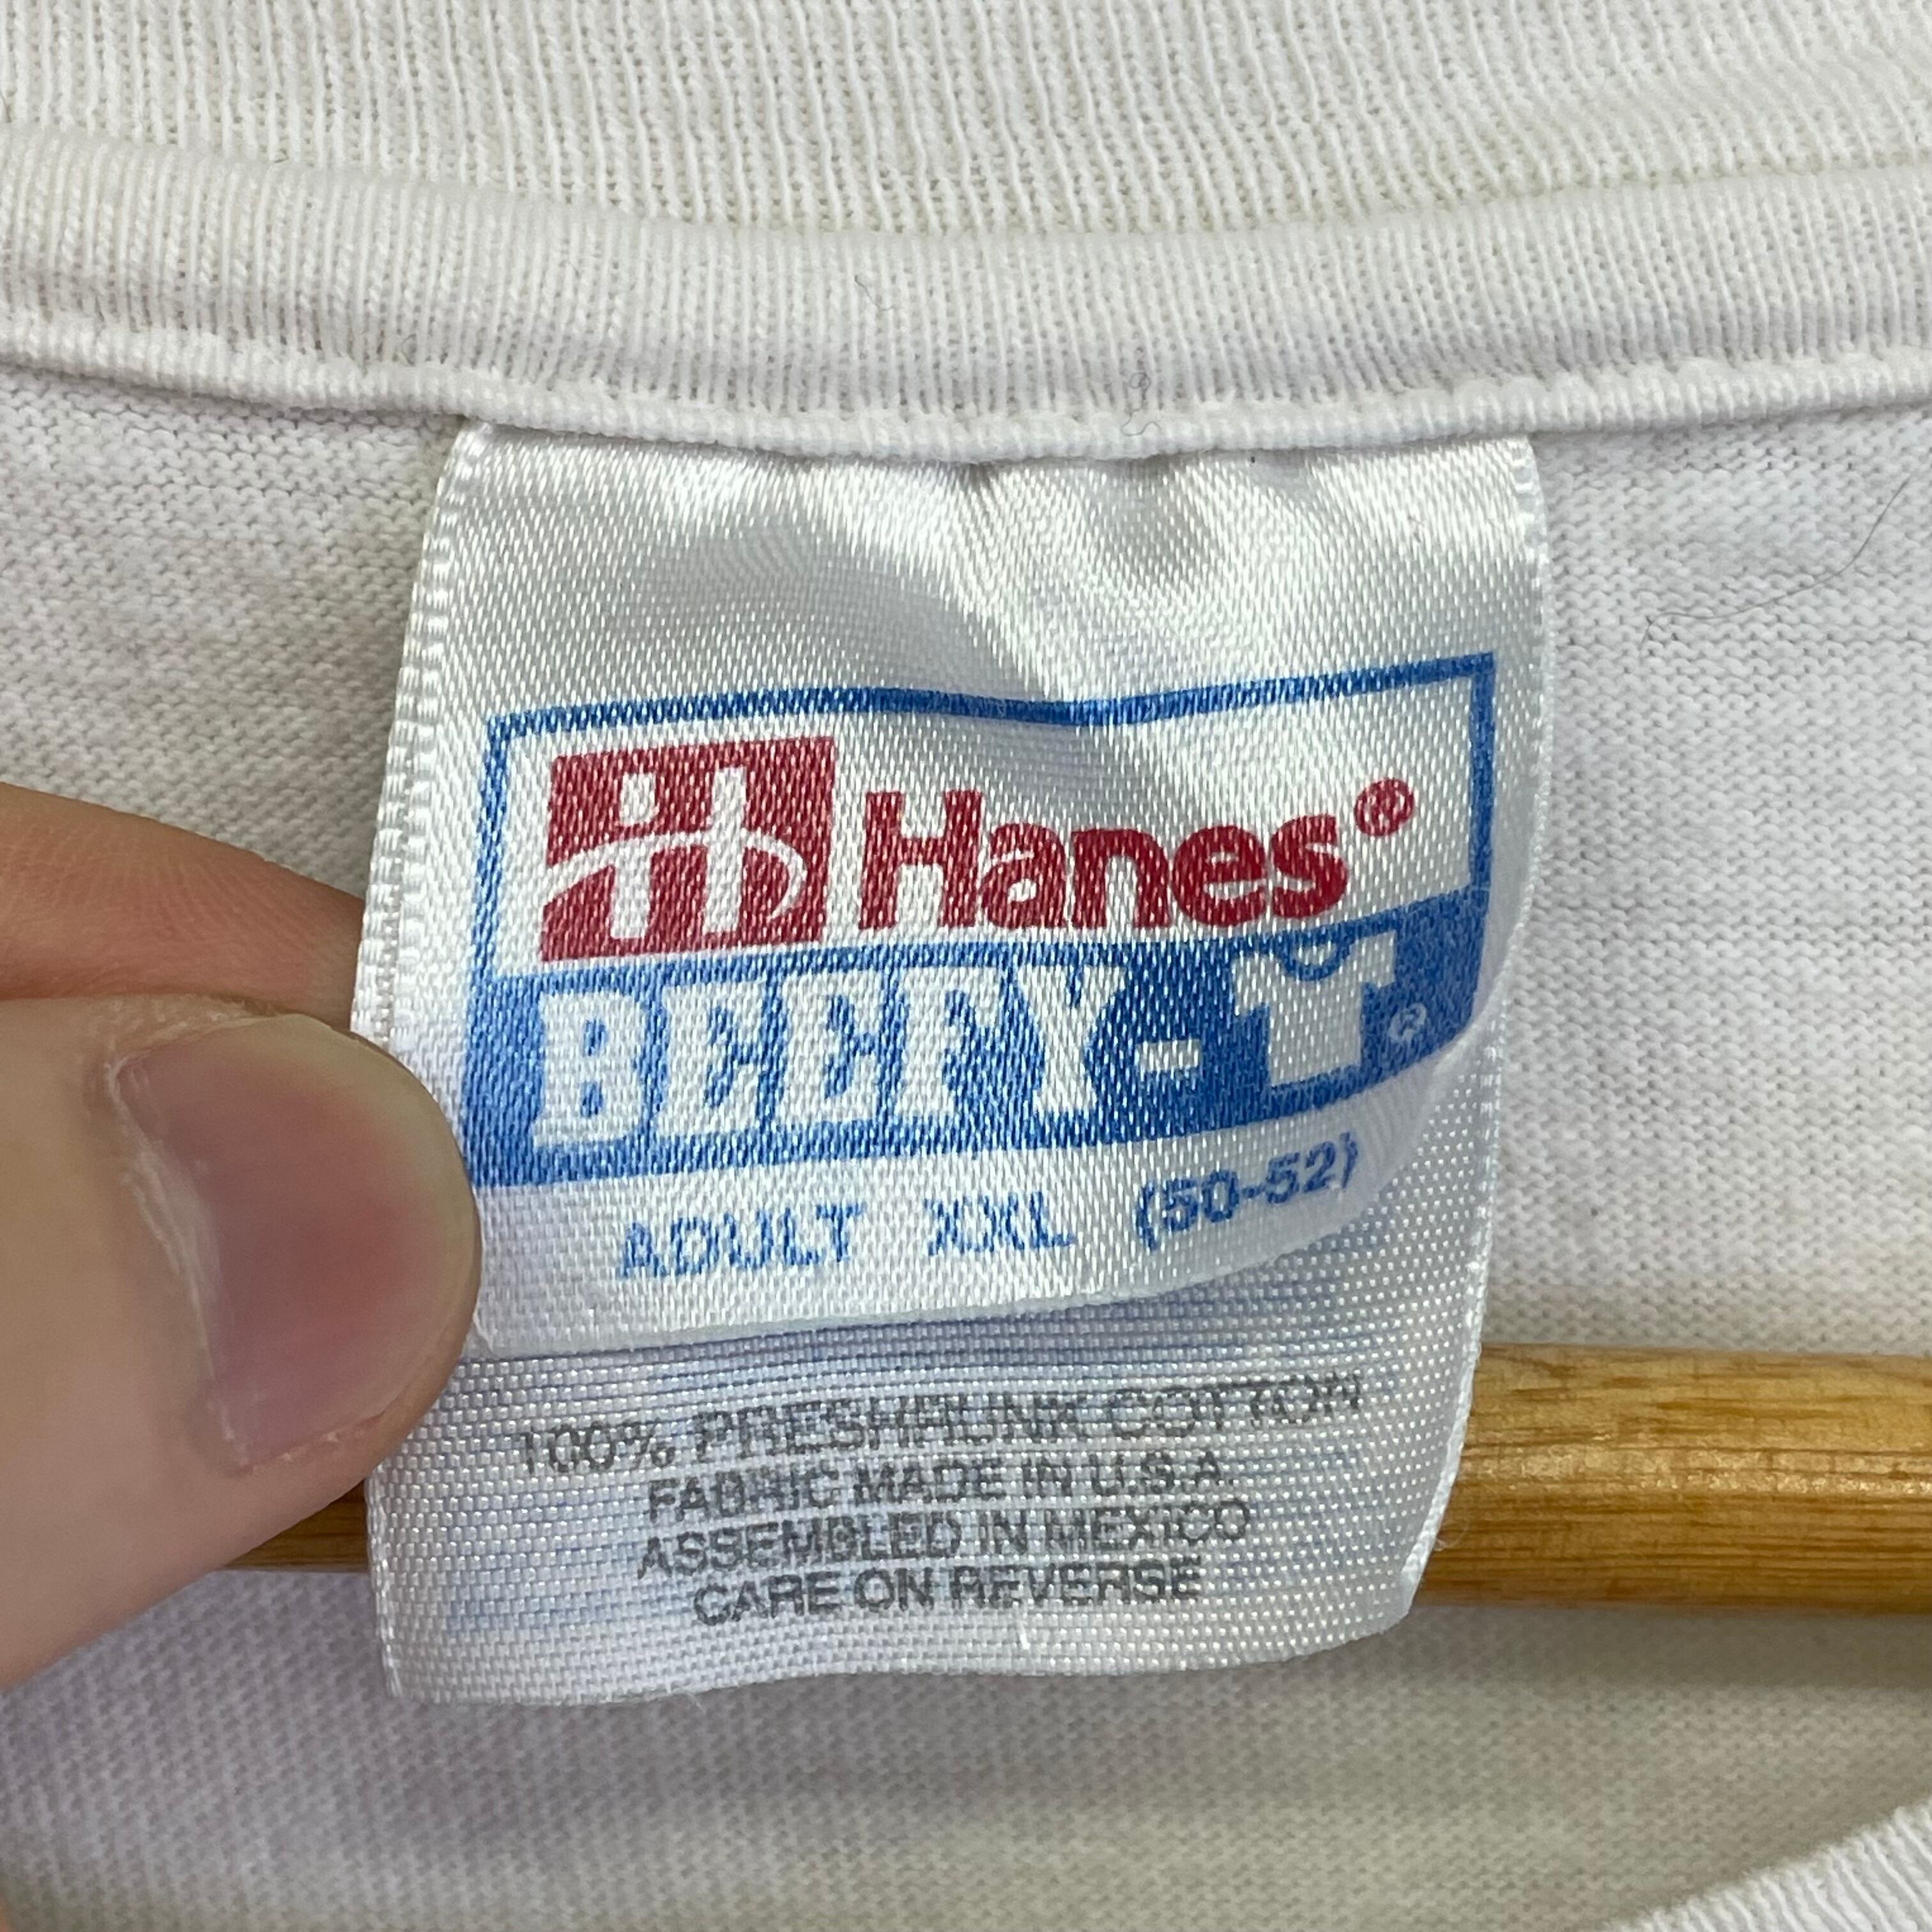 Hanes®
BEEFY-T®
ADULT XXL (50-52)
100% PRESHRUNK COTTON
FABRIC MADE IN U.S.A.
ASSEMBLED IN MEXICO
CARE ON REVERSE